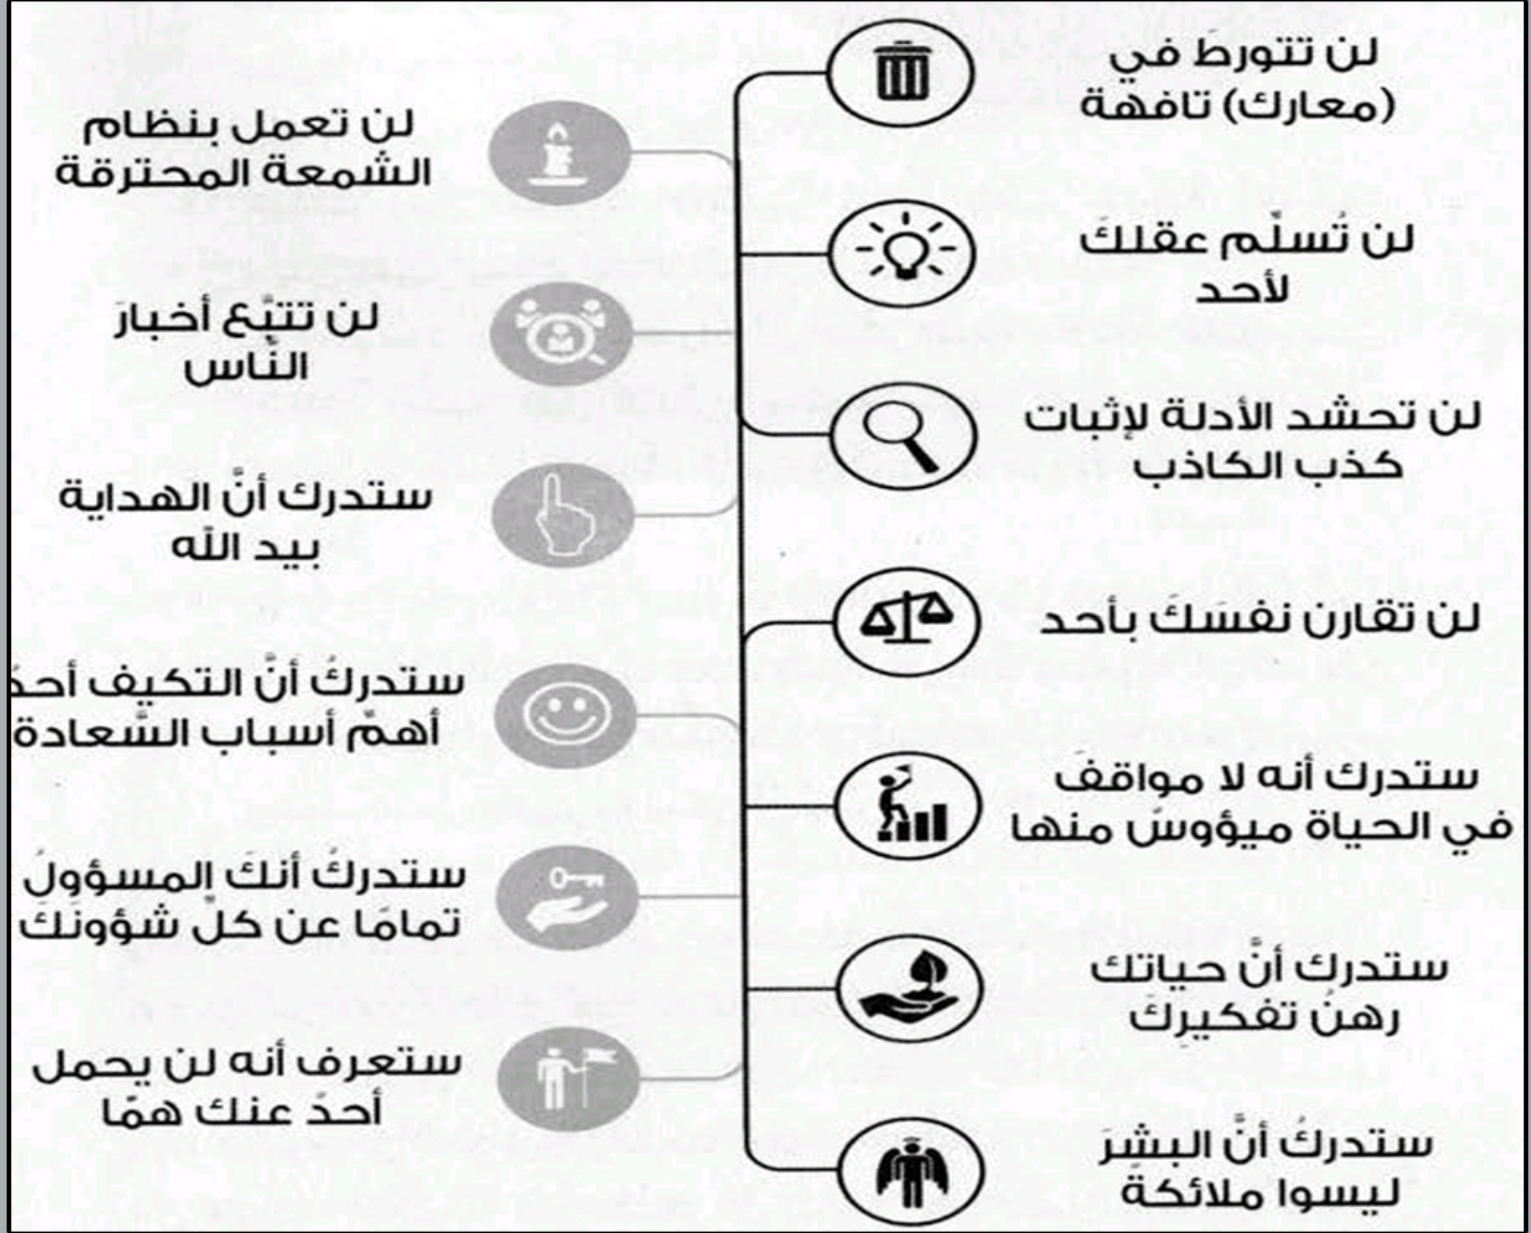 لن تتورطَ في
(معارك) تافهة
لن تُسلّم عقلكَ
لأحد
لن تحشد الأدلة لإثبات
كذب الكاذب
لن تقارن نفسَكَ بأحد
ستدرك أنه لا مواقفَ
في الحياة ميؤوسٌ منها
ستدرك أنَّ حياتك
رهنُ تفكيرِكَ
ستدركُ أنَّ البشرَ
ليسوا ملائكة
لن تعمل بنظام
الشمعة المحترقة
لن تتبَّع أخبارَ
النَّاس
ستدرك أنَّ الهداية
بيد الله
ستدركُ أنَّ التكيف أحدُ
أهمِّ أسباب السَّعادة
ستدركُ أنكَ المسؤولُ
تمامًا عن كلِّ شؤونكَ
ستعرف أنه لن يحمل
أحدٌ عنك همًّا